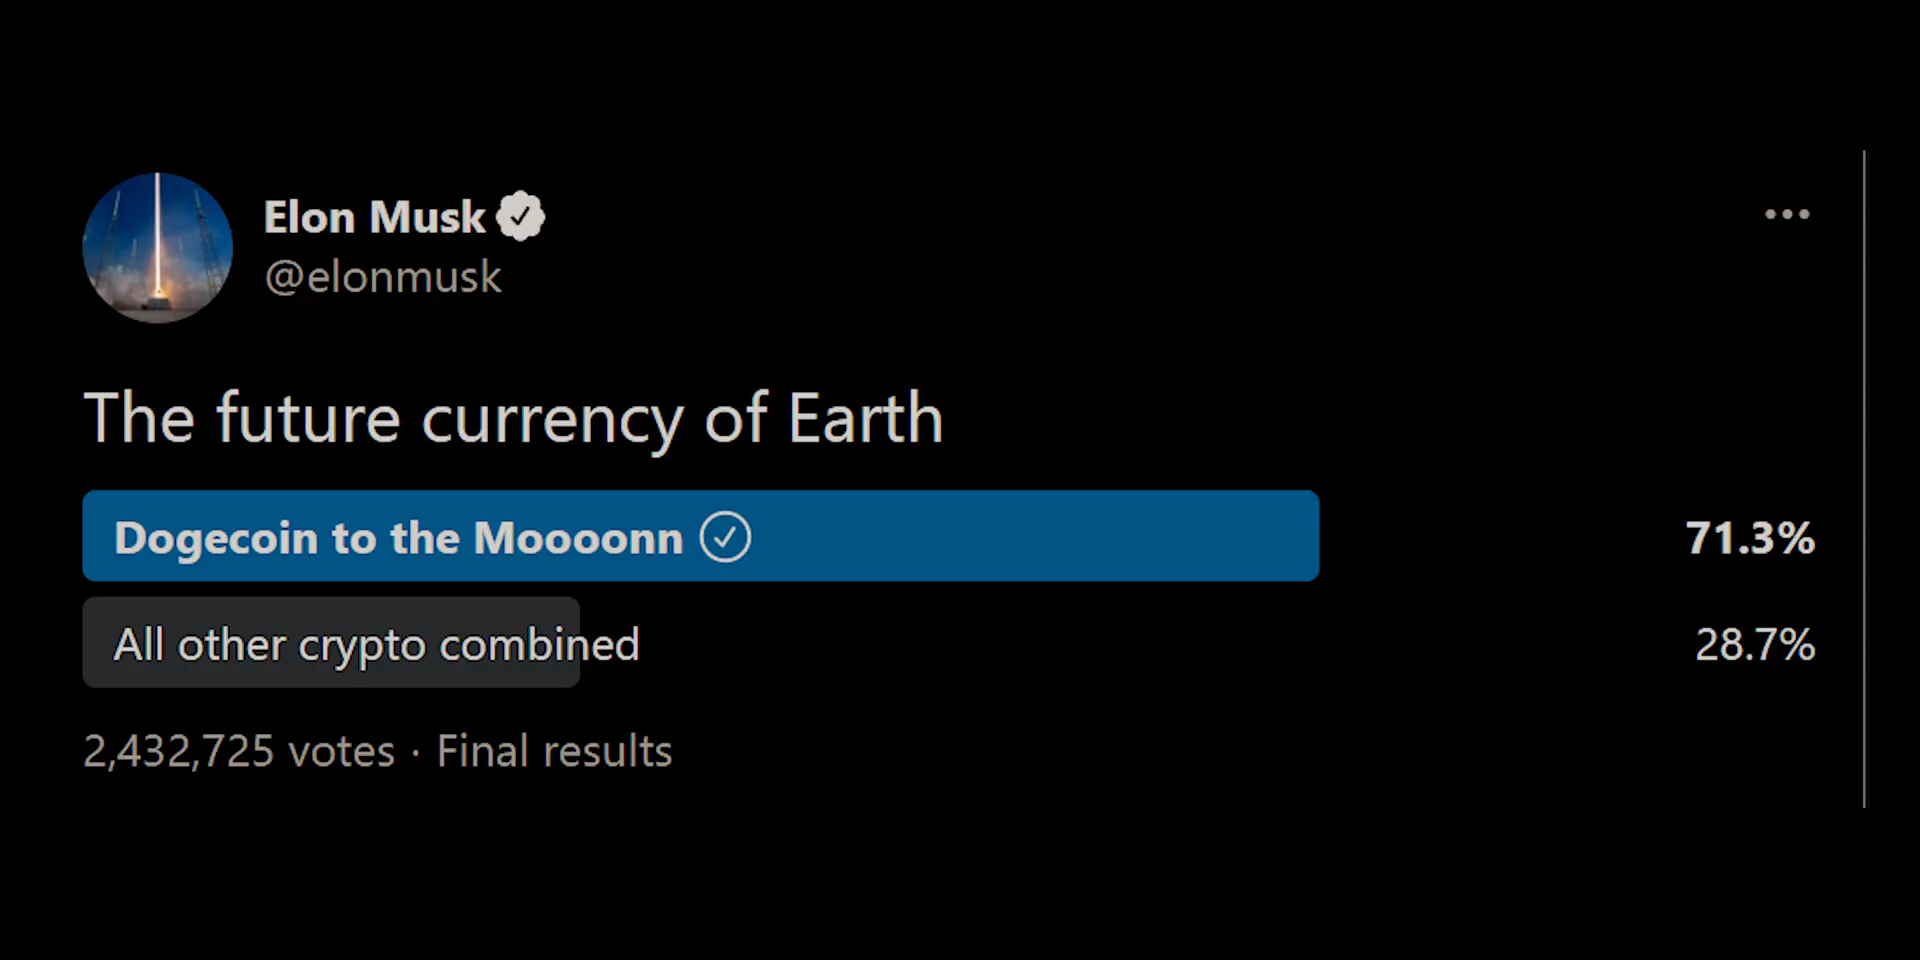 Elon Musk
@elonmusk
The future currency of Earth
Dogecoin to the Moooonn 71.3%
All other crypto combined 28.7%
2,432,725 votes · Final results